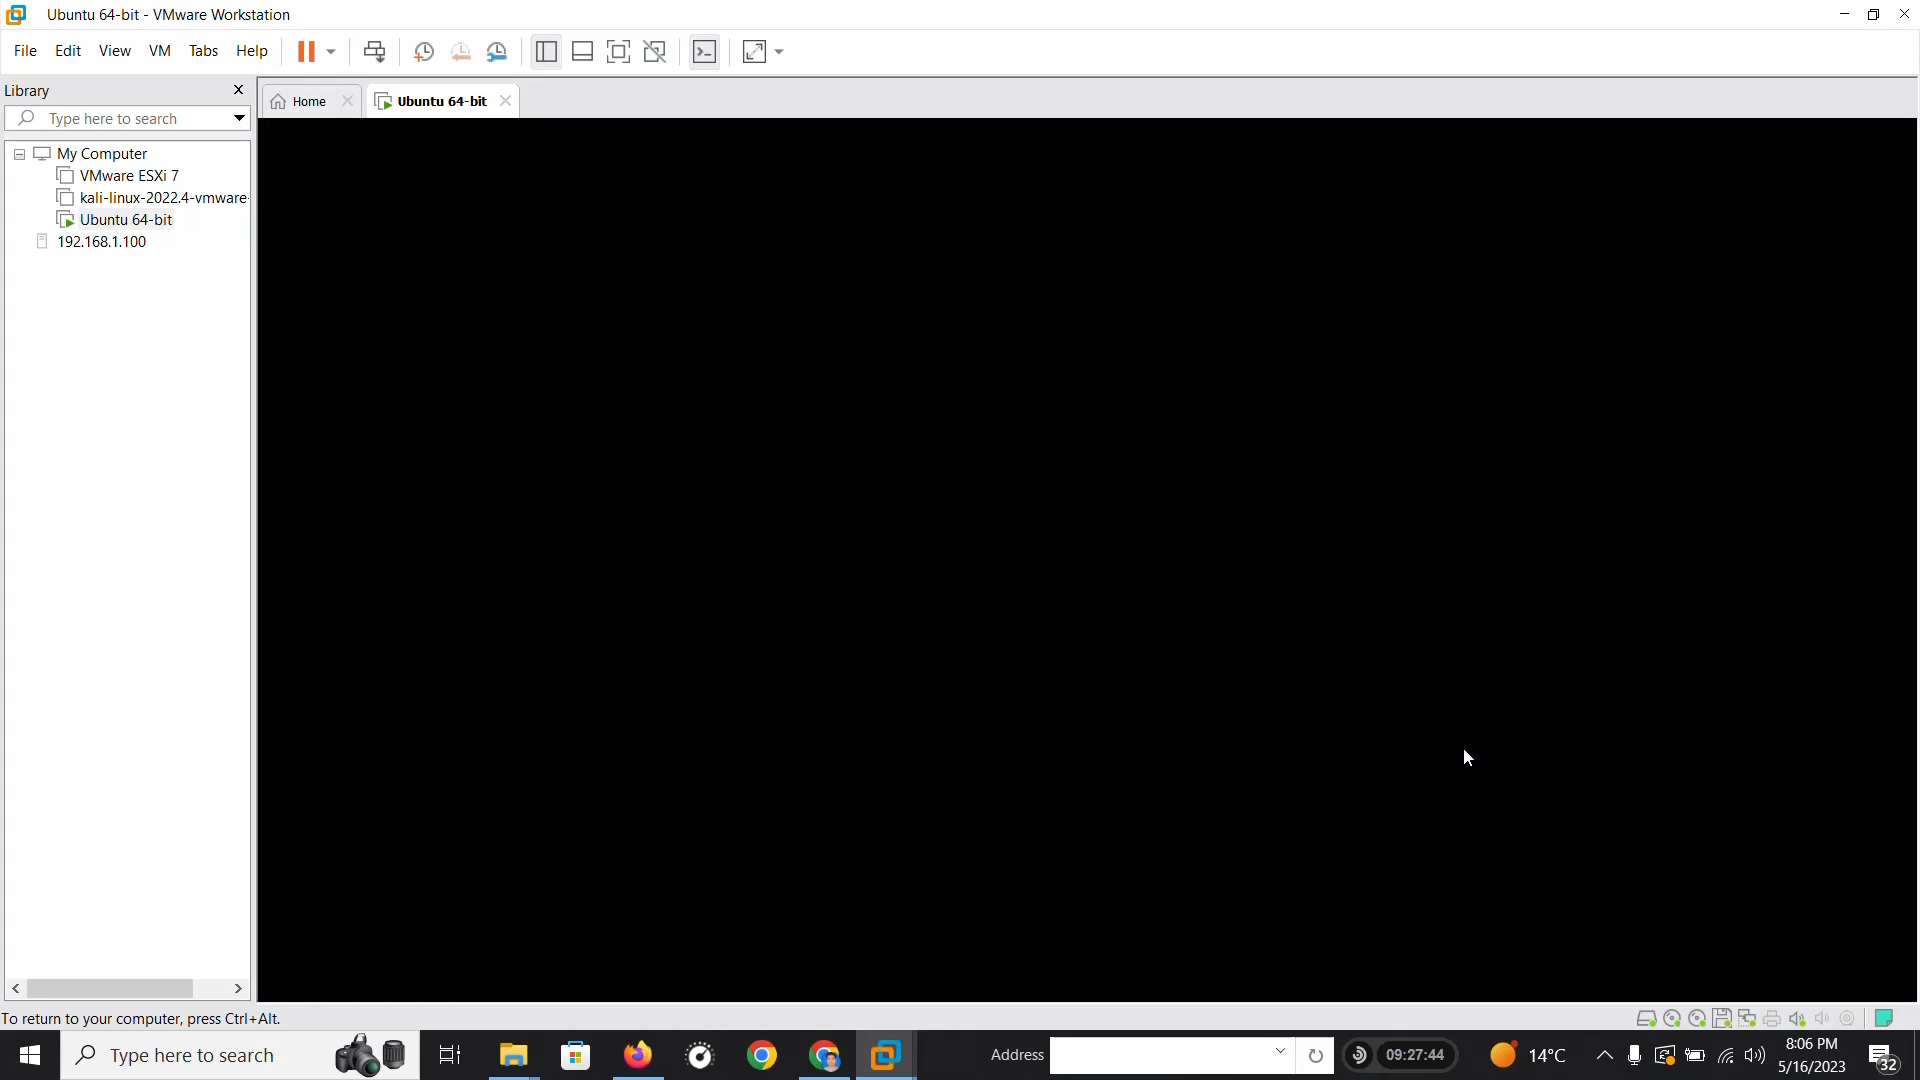 Ubuntu 64-bit - VMware Workstation
File Edit View VM Tabs Help
Library
Type here to search
Home
Ubuntu 64-bit
My Computer
VMware ESXi 7
kali-linux-2022.4-vmware-
Ubuntu 64-bit
192.168.1.100
To return to your computer, press Ctrl+Alt.
Type here to search
Address
09:27:44
14°C
8:06 PM
5/16/2023
32